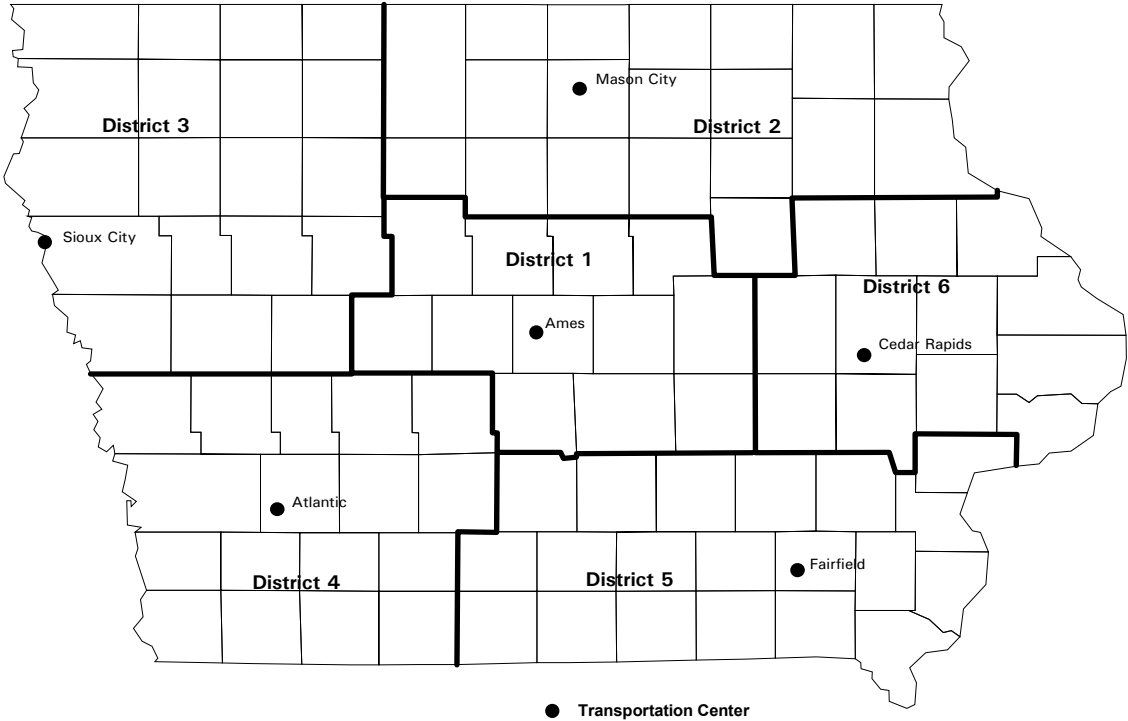 Mason City
District 3
District 2
Sioux City
District 1
District 6
Ames
Cedar Rapids
Atlantic
Fairfield
District 4
District 5
Transportation Center